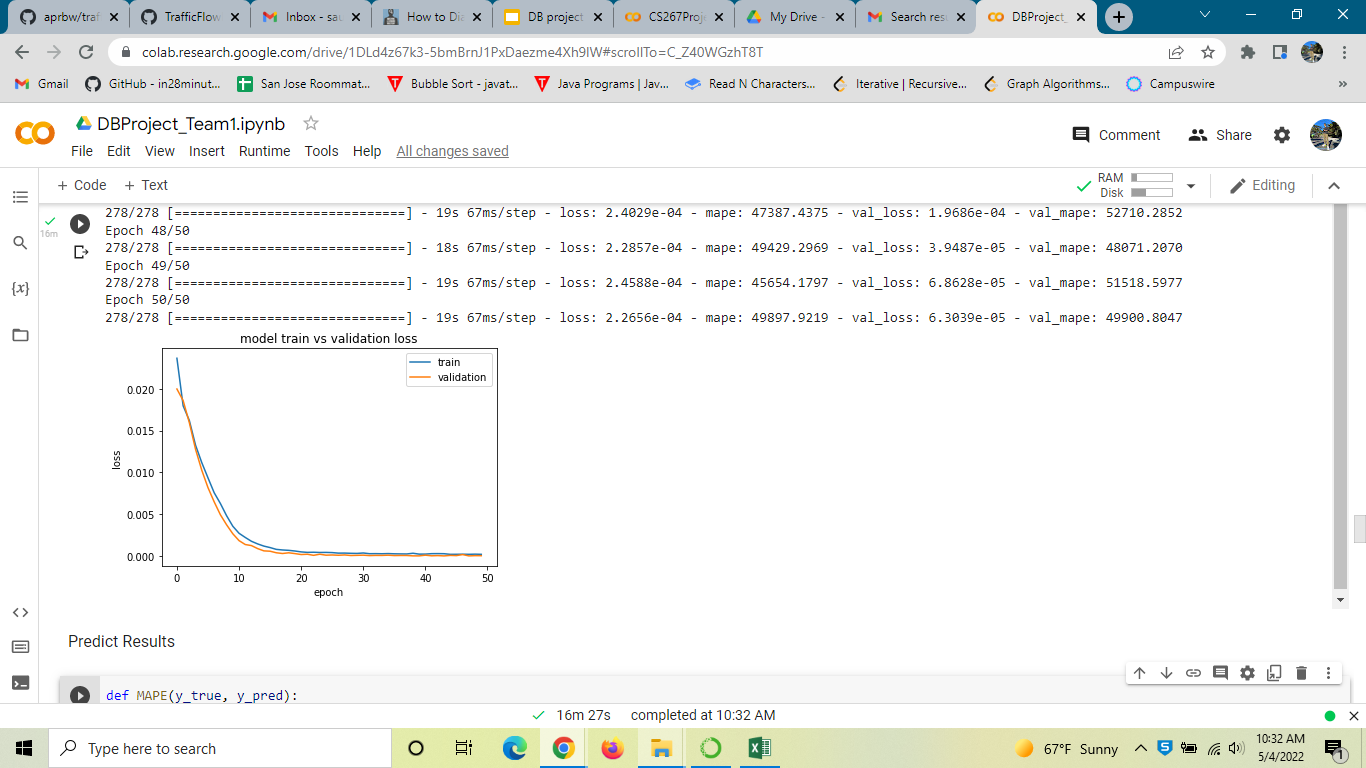 aprbw/traf
TrafficFlow
Inbox - sau
How to Dia
DB project
CS267Proj
My Drive -
Search resu
DBProject_
colab.research.google.com/drive/1DLd4z67k3-5bmBrnJ1PxDaezme4Xh9lW#scrollTo=C_Z40WGzhT8T
Gmail
GitHub - in28minut...
San Jose Roommat...
Bubble Sort - javat...
Java Programs | Jav...
Read N Characters...
Iterative | Recursive...
Graph Algorithms...
Campuswire
»
DBProject_Team1.ipynb
Comment
Share
File Edit View Insert Runtime Tools Help All changes saved
+ Code + Text
RAM
Disk
Editing
16m
278/278 [==============================] - 19s 67ms/step - loss: 2.4029e-04 - mape: 47387.4375 - val_loss: 1.9686e-04 - val_mape: 52710.2852
Epoch 48/50
278/278 [==============================] - 18s 67ms/step - loss: 2.2857e-04 - mape: 49429.2969 - val_loss: 3.9487e-05 - val_mape: 48071.2070
Epoch 49/50
278/278 [==============================] - 19s 67ms/step - loss: 2.4588e-04 - mape: 45654.1797 - val_loss: 6.8628e-05 - val_mape: 51518.5977
Epoch 50/50
278/278 [==============================] - 19s 67ms/step - loss: 2.2656e-04 - mape: 49897.9219 - val_loss: 6.3039e-05 - val_mape: 49900.8047
{x}
model train vs validation loss
train
validation
0.020
0.015
0.010
0.005
0.000
loss
0 10 20 30 40 50
epoch
Predict Results
def MAPE(y_true, y_pred):
16m 27s completed at 10:32 AM
Type here to search
67°F Sunny
10:32 AM
5/4/2022
1